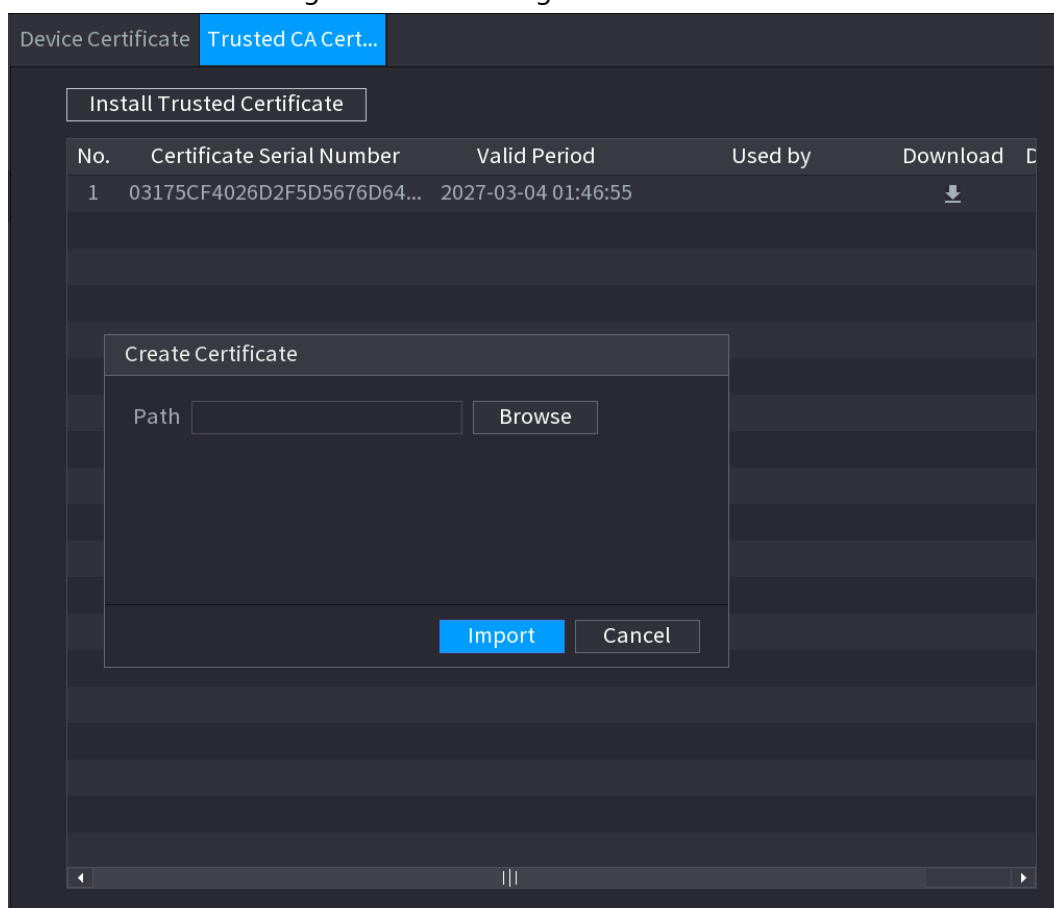 Device Certificate Trusted CA Cert...
Install Trusted Certificate
No. Certificate Serial Number Valid Period Used by Download D
1 03175CF4026D2F5D5676D64... 2027-03-04 01:46:55
Create Certificate
Path Browse
Import Cancel